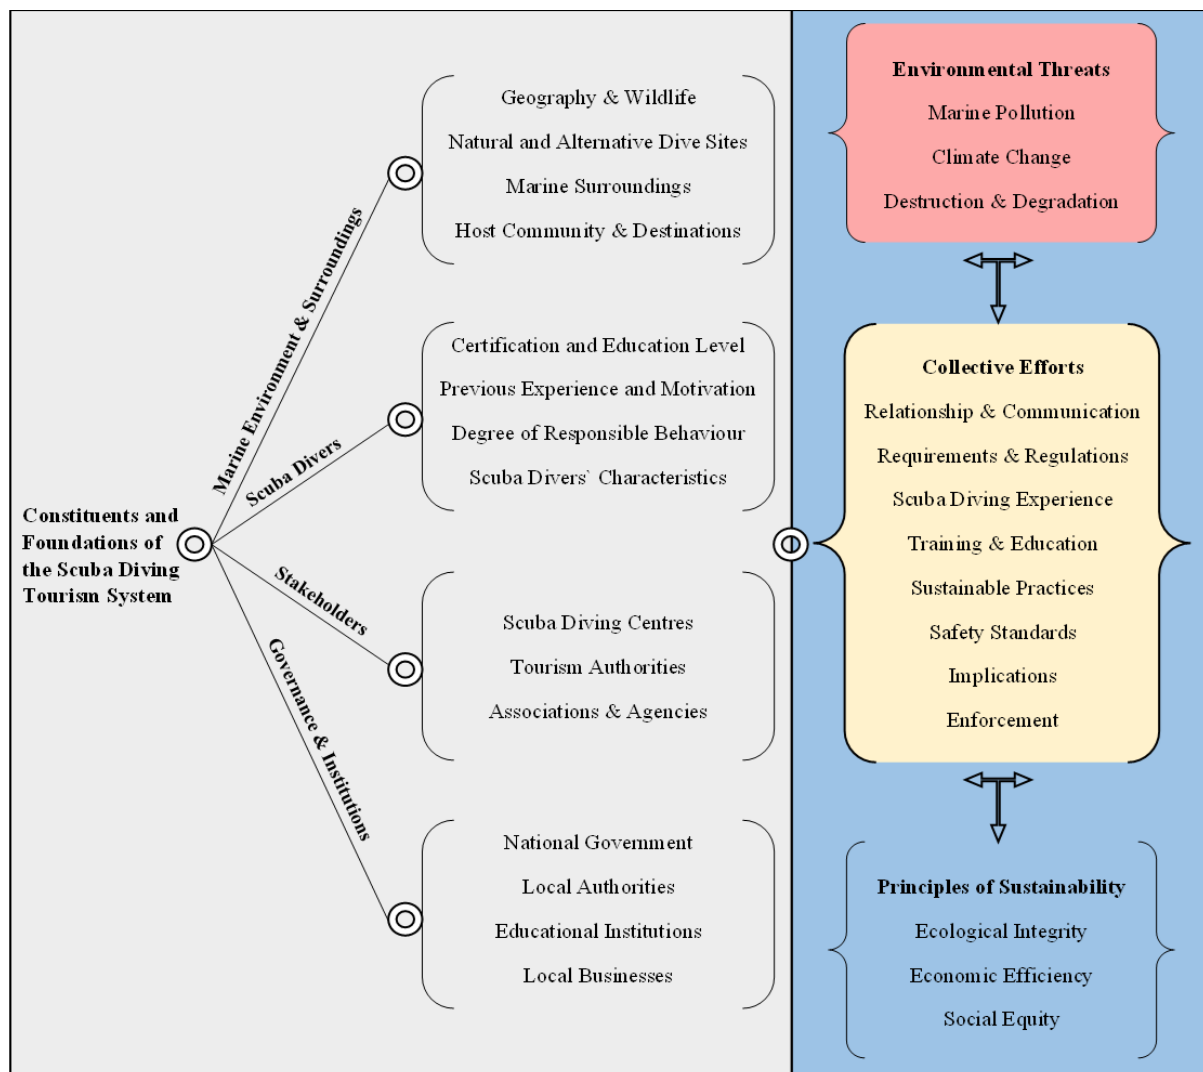 Constituents and
Foundations of
the Scuba Diving
Tourism System
Marine Environment & Surroundings
Geography & Wildlife
Natural and Alternative Dive Sites
Marine Surroundings
Host Community & Destinations
Scuba Divers
Certification and Education Level
Previous Experience and Motivation
Degree of Responsible Behaviour
Scuba Divers` Characteristics
Stakeholders
Scuba Diving Centres
Tourism Authorities
Associations & Agencies
Governance & Institutions
National Government
Local Authorities
Educational Institutions
Local Businesses
Environmental Threats
Marine Pollution
Climate Change
Destruction & Degradation
Collective Efforts
Relationship & Communication
Requirements & Regulations
Scuba Diving Experience
Training & Education
Sustainable Practices
Safety Standards
Implications
Enforcement
Principles of Sustainability
Ecological Integrity
Economic Efficiency
Social Equity